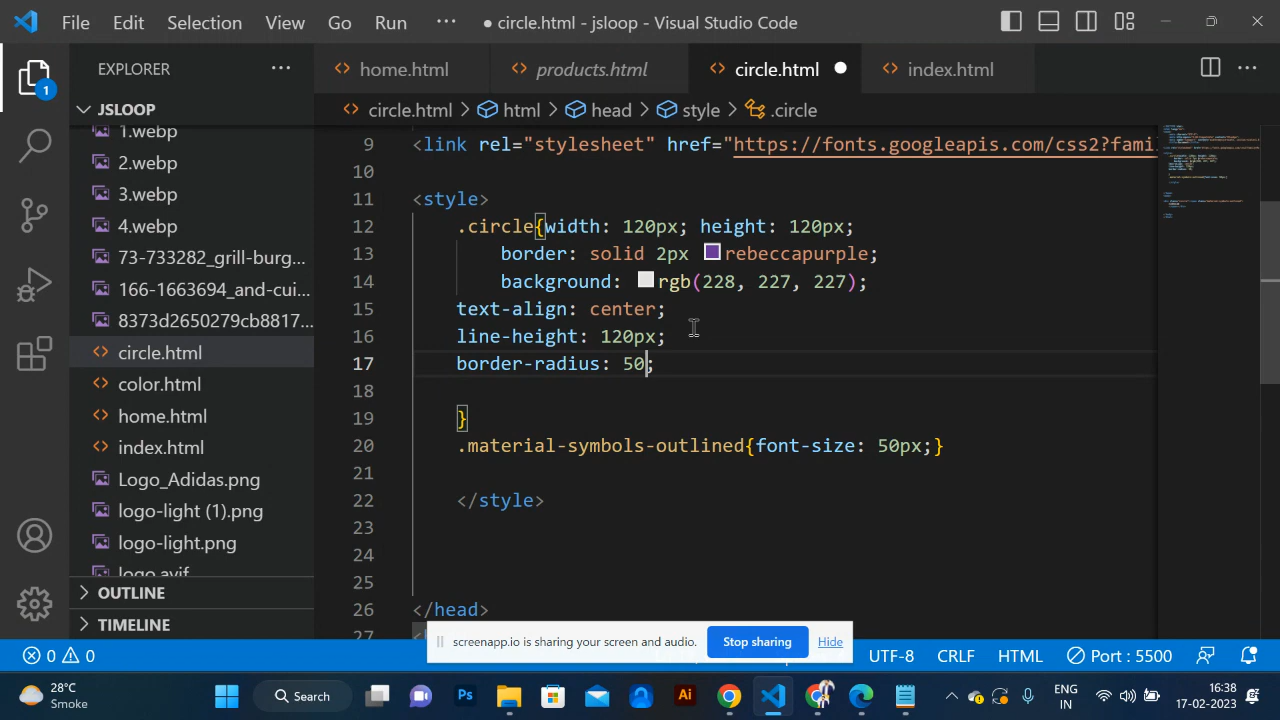 File Edit Selection View Go Run ··· ● circle.html - jsloop - Visual Studio Code
EXPLORER ···
home.html products.html circle.html ● index.html ···
JSLOOP
circle.html > html > head > style > .circle
1.webp
2.webp
3.webp
4.webp
73-733282_grill-burg...
166-1663694_and-cui...
8373d2650279cb8817...
circle.html
color.html
home.html
index.html
Logo_Adidas.png
logo-light (1).png
logo-light.png
logo.avif
OUTLINE
TIMELINE
1
9 <link rel="stylesheet" href="https://fonts.googleapis.com/css2?fami
10
11 <style>
12 .circle{width: 120px; height: 120px;
13 border: solid 2px rebeccapurple;
14 background: rgb(228, 227, 227);
15 text-align: center;
16 line-height: 120px;
17 border-radius: 50;
18
19 }
20 .material-symbols-outlined{font-size: 50px;}
21
22 </style>
23
24
25
26 </head>
27
screenapp.io is sharing your screen and audio. Stop sharing Hide
0 0 UTF-8 CRLF HTML Port : 5500
28°C
Smoke
Search
Ps
Ai
ENG
IN
16:38
17-02-2023